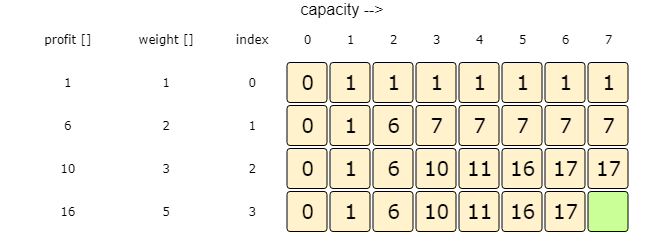 capacity -->
profit [] weight [] index 0 1 2 3 4 5 6 7
1 1 0 0 1 1 1 1 1 1 1
6 2 1 0 1 6 7 7 7 7 7
10 3 2 0 1 6 10 11 16 17 17
16 5 3 0 1 6 10 11 16 17